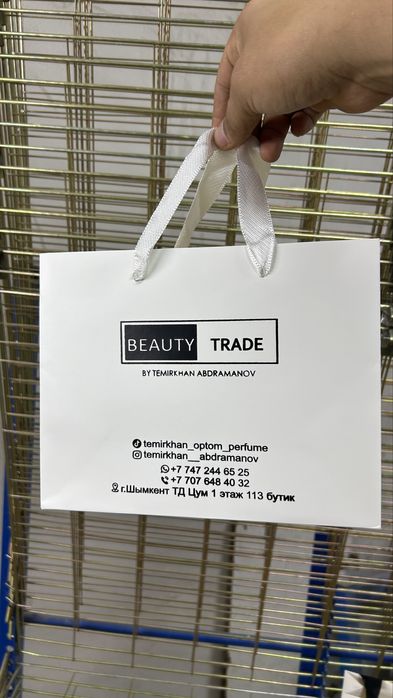 BEAUTY TRADE
BY TEMIRKHAN ABDRAMANOV
temirkhan_optom_perfume
temirkhan__abdramanov
+7 747 244 65 25
+7 707 648 40 32
г.Шымкент ТД Цум 1 этаж 113 бутик